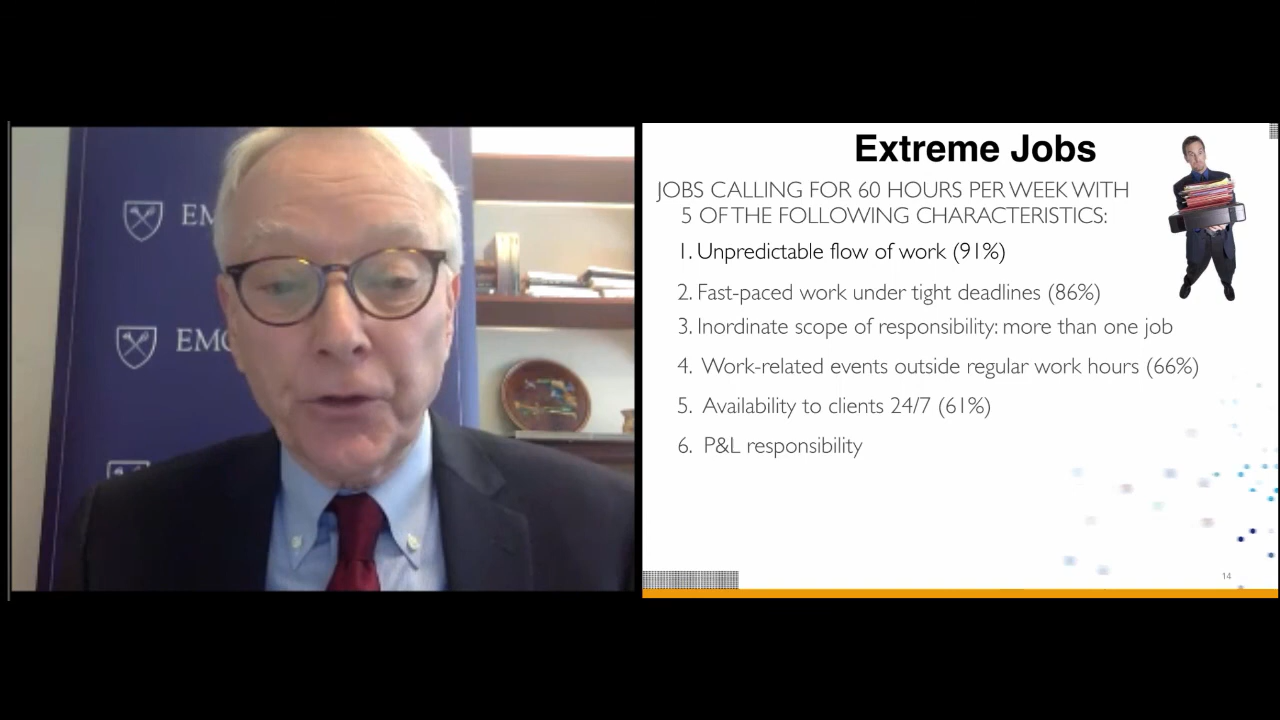 EM
EMO
Extreme Jobs
JOBS CALLING FOR 60 HOURS PER WEEK WITH
5 OF THE FOLLOWING CHARACTERISTICS:
1. Unpredictable flow of work (91%)
2. Fast-paced work under tight deadlines (86%)
3. Inordinate scope of responsibility: more than one job
4. Work-related events outside regular work hours (66%)
5. Availability to clients 24/7 (61%)
6. P&L responsibility
14